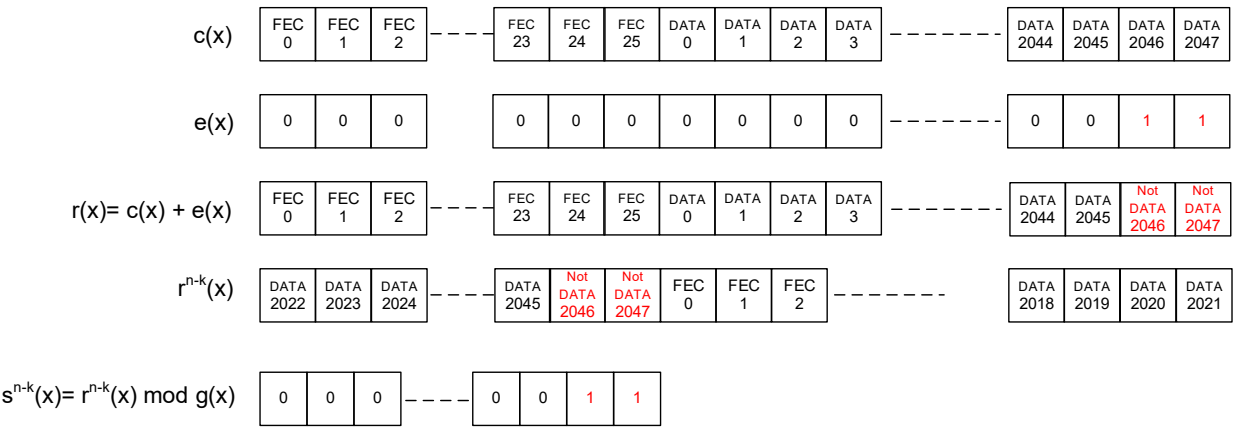 c(x) FEC 0 FEC 1 FEC 2 FEC 23 FEC 24 FEC 25 DATA 0 DATA 1 DATA 2 DATA 3 DATA 2044 DATA 2045 DATA 2046 DATA 2047
e(x) 0 0 0 0 0 0 0 0 0 0 0 0 1 1
r(x)= c(x) + e(x) FEC 0 FEC 1 FEC 2 FEC 23 FEC 24 FEC 25 DATA 0 DATA 1 DATA 2 DATA 3 DATA 2044 DATA 2045 Not DATA 2046 Not DATA 2047
r^n-k(x) DATA 2022 DATA 2023 DATA 2024 DATA 2045 Not DATA 2046 Not DATA 2047 FEC 0 FEC 1 FEC 2 DATA 2018 DATA 2019 DATA 2020 DATA 2021
s^n-k(x)= r^n-k(x) mod g(x) 0 0 0 0 0 1 1